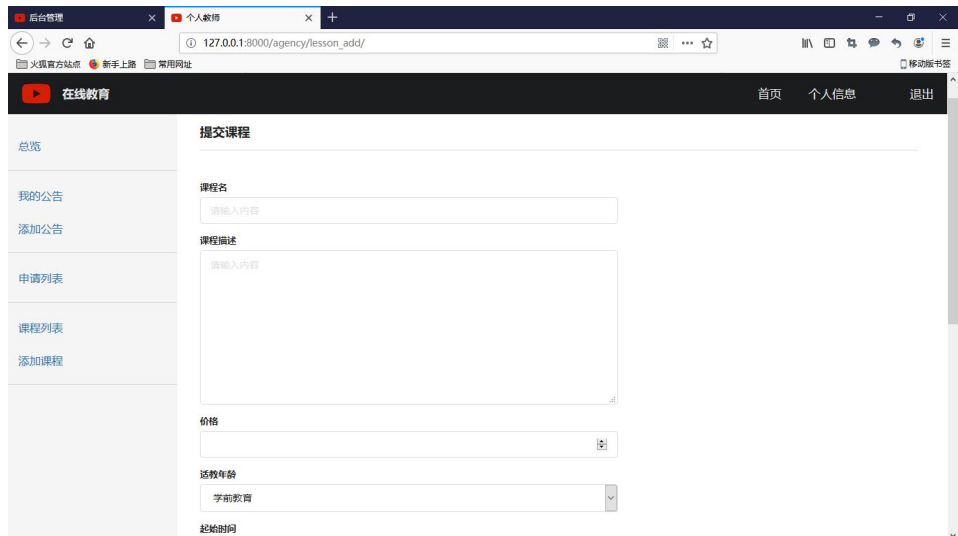 后台管理
个人教师
127.0.0.1:8000/agency/lesson_add/
火狐官方站点 新手上路 常用网址
移动版书签
在线教育
首页 个人信息 退出
总览
我的公告
添加公告
申请列表
课程列表
添加课程
提交课程
课程名
请输入内容
课程描述
请输入内容
价格
适教年龄
学前教育
起始时间